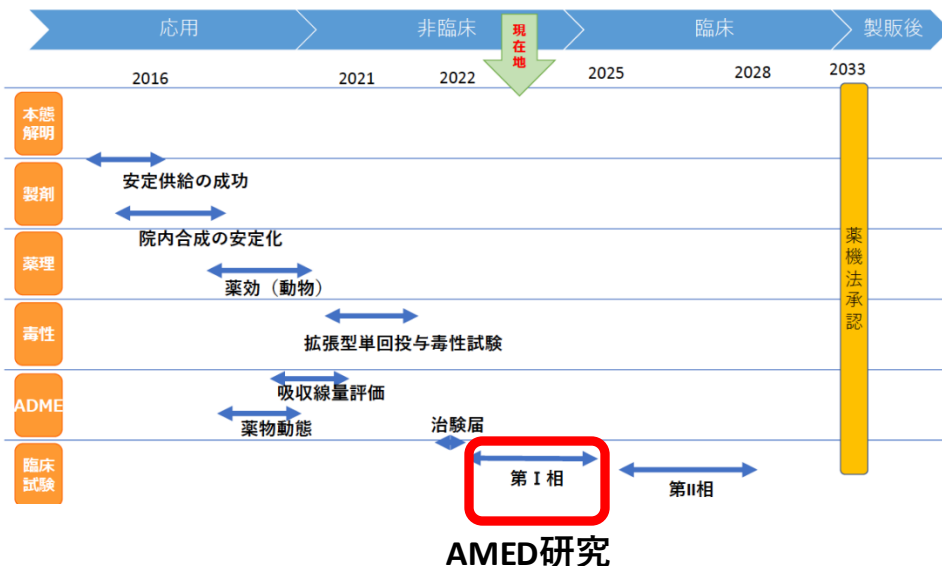 応用
非臨床
臨床
製販後
現
在
地
2016
2021
2022
2025
2028
2033
本態
解明
安定供給の成功
製剤
院内合成の安定化
薬理
薬効（動物）
毒性
拡張型単回投与毒性試験
ADME
吸収線量評価
薬物動態
治験届
臨床
試験
第Ⅰ相
第II相
薬
機
法
承
認
AMED研究